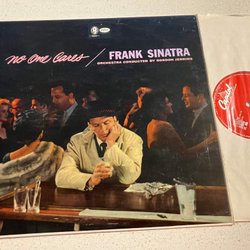 no One Cares / FRANK SINATRA
ORCHESTRA CONDUCTED BY GORDON JENKINS
Capitol